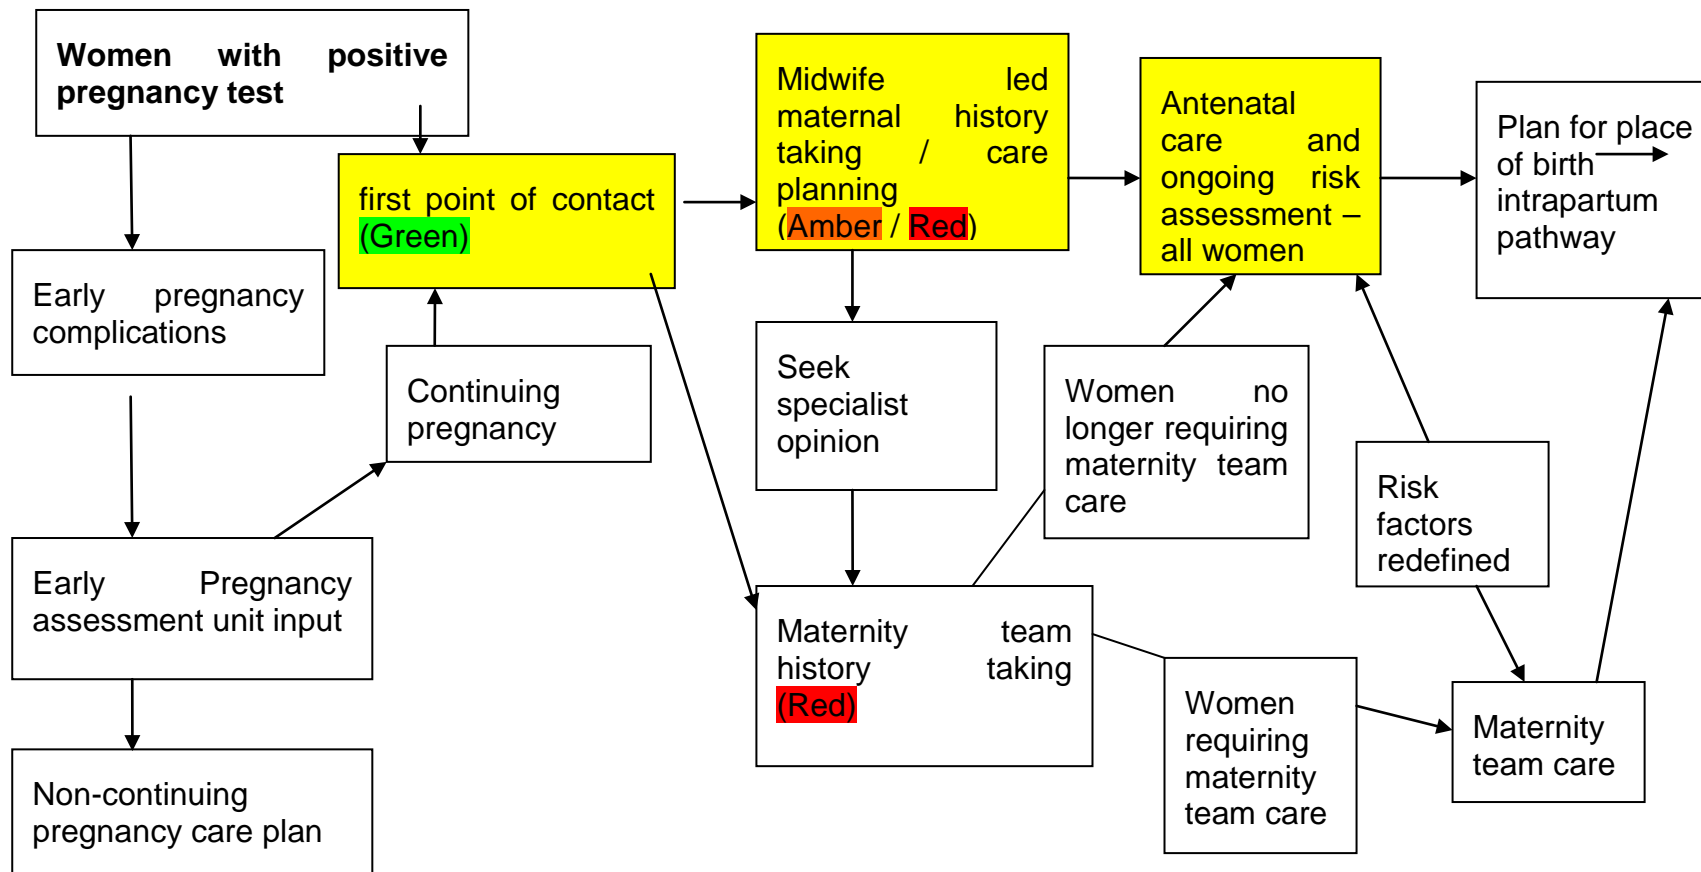 Women with positive
pregnancy test
first point of contact
(Green)
Midwife led
maternal history
taking / care
planning
(Amber / Red)
Antenatal
care and
ongoing risk
assessment –
all women
Plan for place
of birth
intrapartum
pathway
Early pregnancy
complications
Continuing
pregnancy
Seek
specialist
opinion
Women no
longer requiring
maternity team
care
Risk
factors
redefined
Early Pregnancy
assessment unit input
Maternity team
history taking
(Red)
Women
requiring
maternity
team care
Maternity
team care
Non-continuing
pregnancy care plan